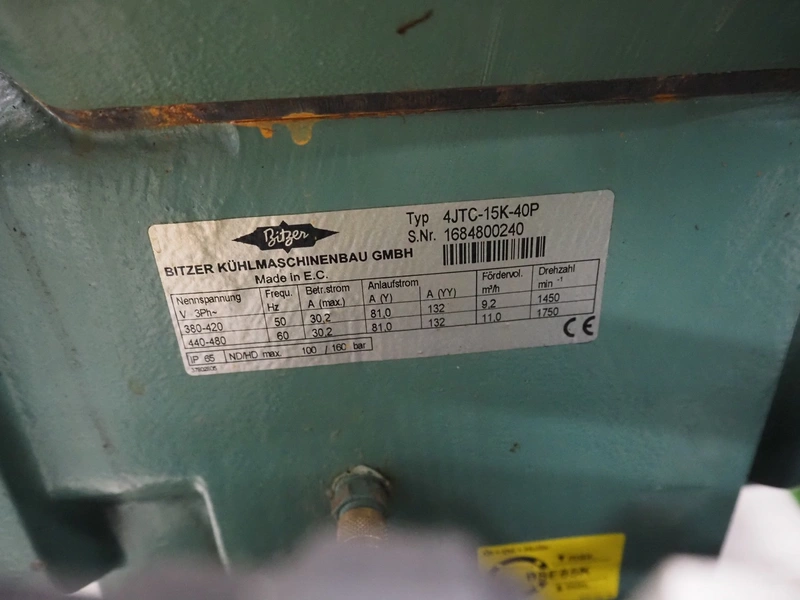 Bitzer
BITZER KÜHLMASCHINENBAU GMBH
Made in E.C.
Typ 4JTC-15K-40P
S.Nr. 1684800240
Nennspannung Frequ. Betr.strom Anlaufstrom Fördervol. Drehzahl
V 3Ph~ Hz A (max.) A (Y) A (YY) m³/h min -1
380-420 50 30,2 81,0 132 9,2 1450
440-480 60 30,2 81,0 132 11,0 1750
IP 65 ND/HD max. 100 / 160 bar
CE